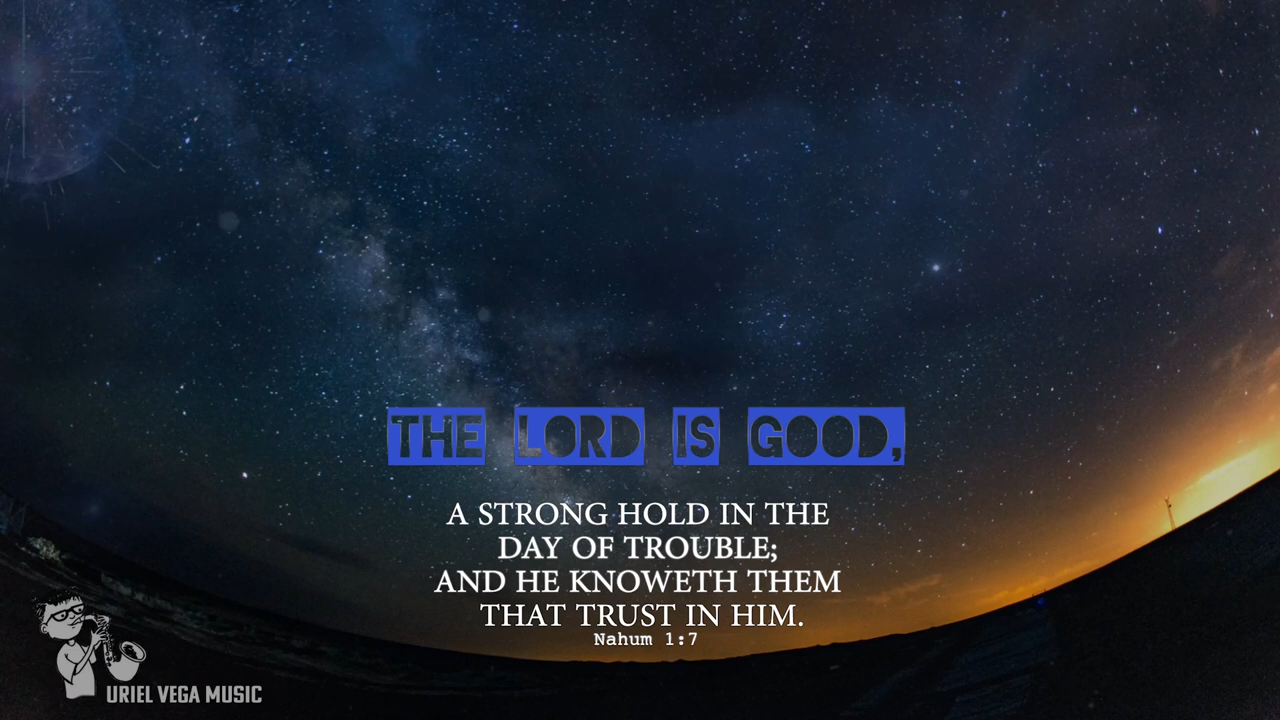 THE LORD IS GOOD,
A STRONG HOLD IN THE
DAY OF TROUBLE;
AND HE KNOWETH THEM
THAT TRUST IN HIM.
Nahum 1:7
URIEL VEGA MUSIC